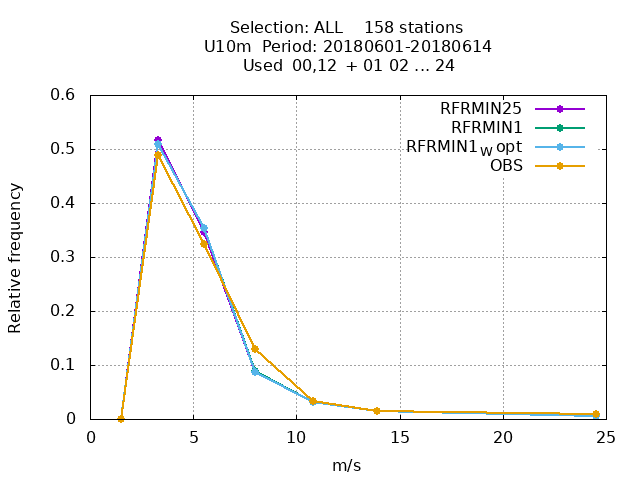 Selection: ALL    158 stations
U10m  Period: 20180601-20180614
Used  00,12  + 01 02 ... 24
0.6
0.5
0.4
0.3
0.2
0.1
0
Relative frequency
RFRMIN25
RFRMIN1
RFRMIN1_W opt
OBS
0 5 10 15 20 25
m/s